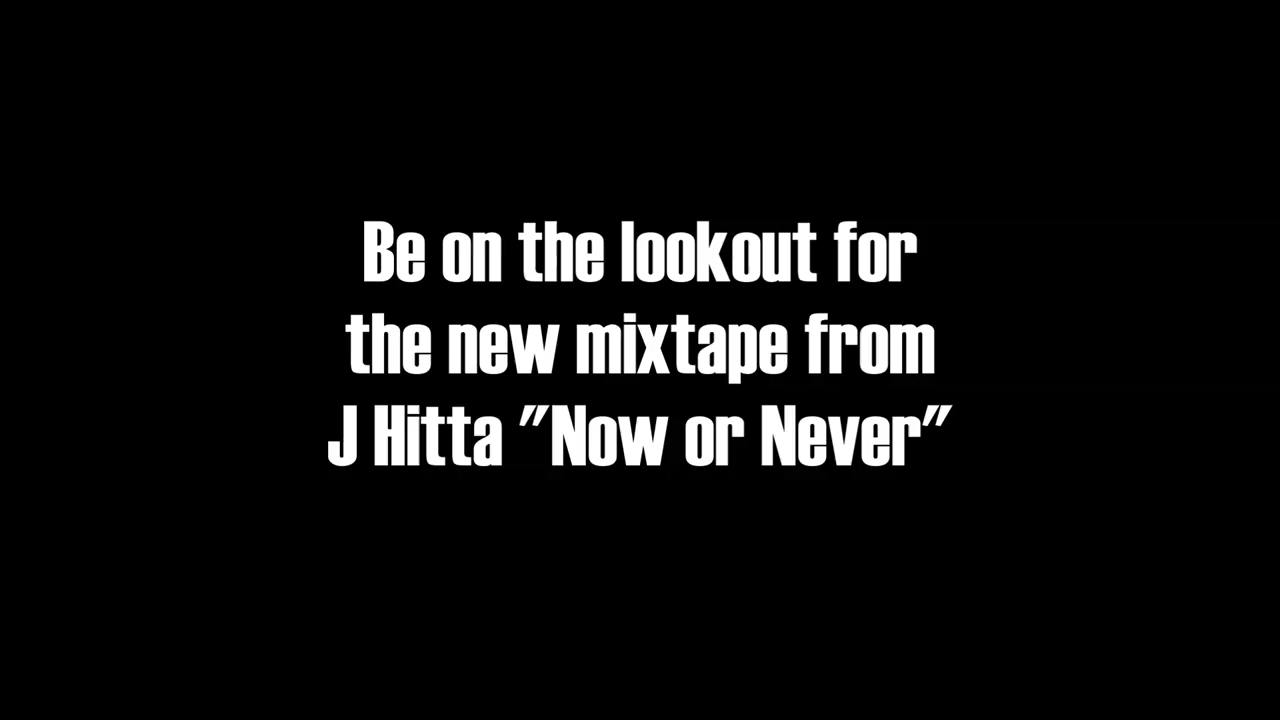 Be on the lookout for
the new mixtape from
J Hitta "Now or Never"